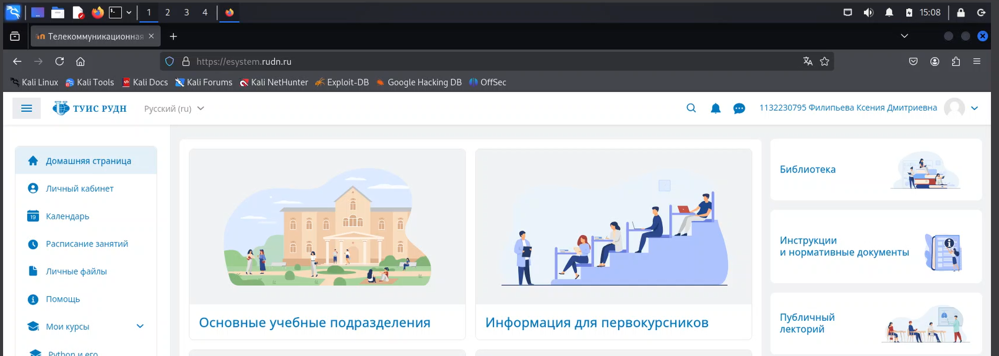 1 2 3 4 15:08
Телекоммуникационная
https://esystem.rudn.ru
Kali Linux Kali Tools Kali Docs Kali Forums Kali NetHunter Exploit-DB Google Hacking DB OffSec
ТУИС РУДН Русский (ru) 1132230795 Филипьева Ксения Дмитриевна
Домашняя страница
Личный кабинет
19 Календарь
Расписание занятий
Личные файлы
Помощь
Мои курсы
Python и его
Основные учебные подразделения
Информация для первокурсников
Библиотека
Инструкции
и нормативные документы
Публичный
лекторий